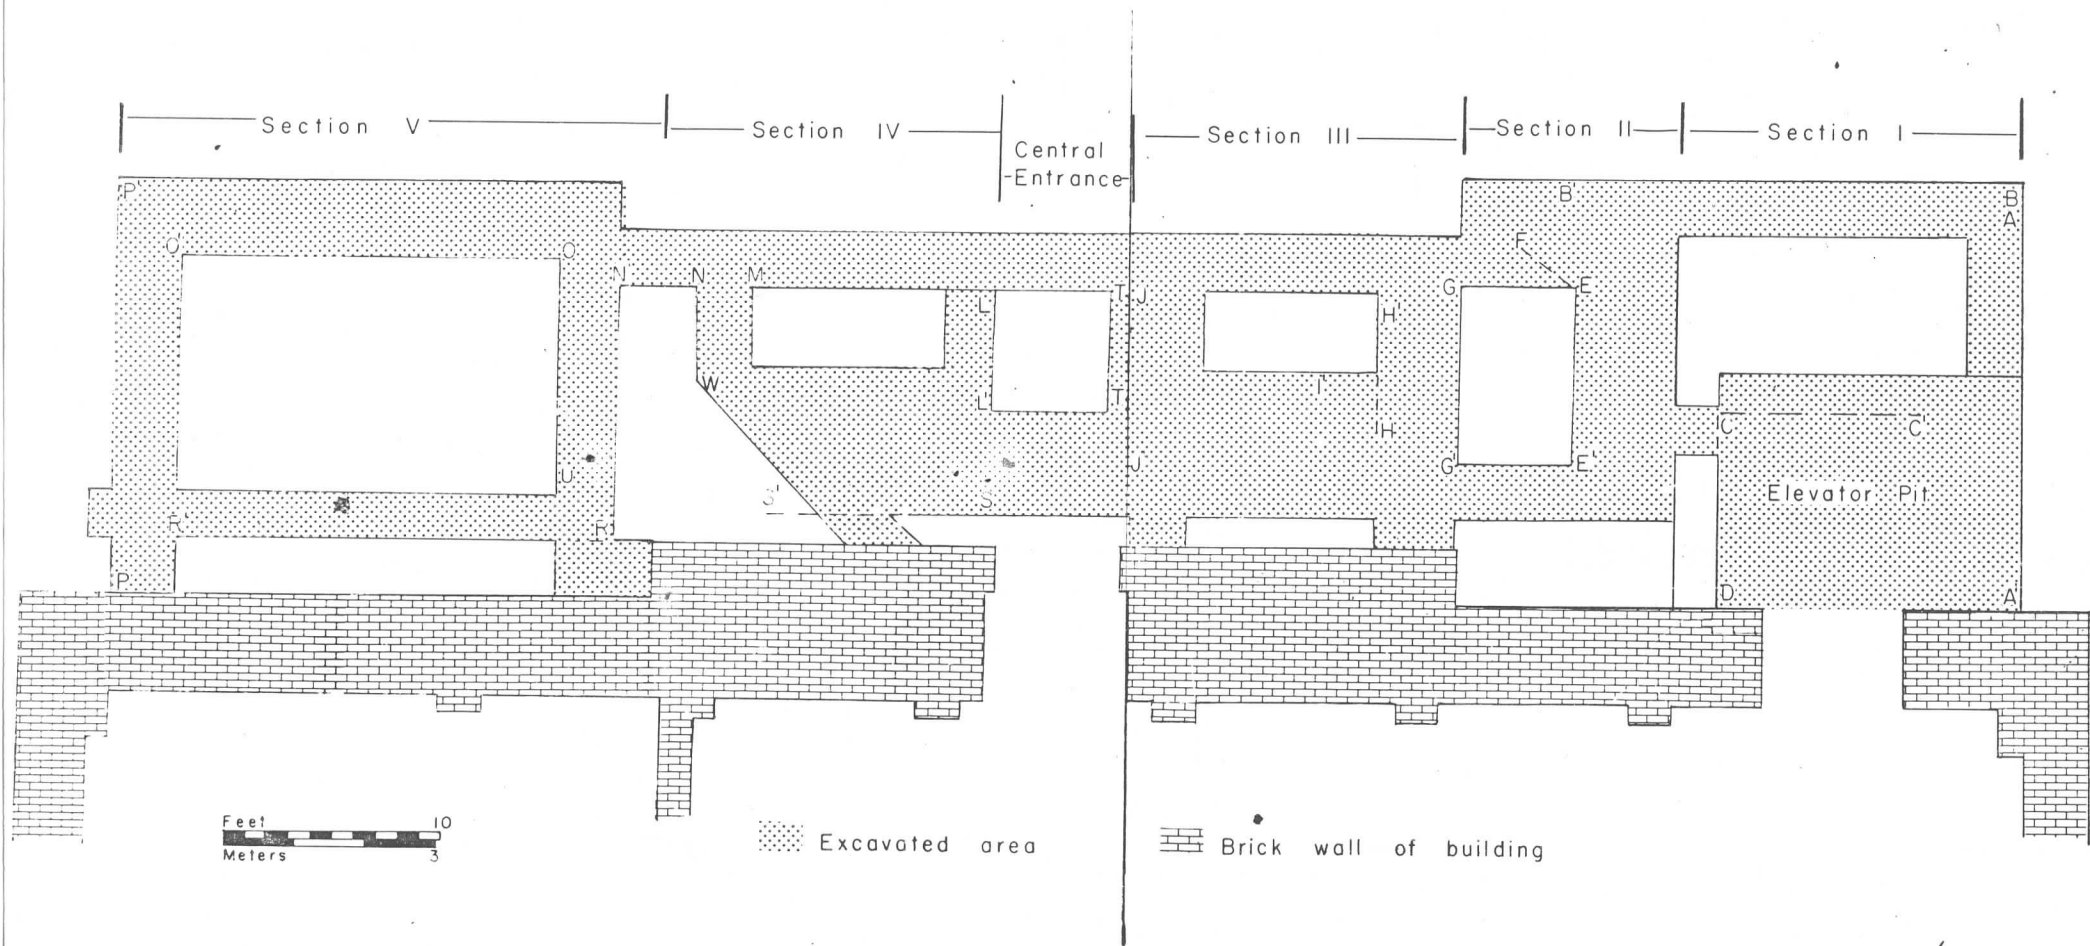 Section V
Section IV
Central
Entrance
Section III
Section II
Section I
P'
B'
B
A
O'
O
F
N
N
M
L
T
J
H'
G
E
W
I'
L'
T'
H
C
C'
U
J
G'
E'
S'
S
Elevator Pit
R'
R
P
D
A'
Feet 10
Meters 3
Excavated area
Brick wall of building